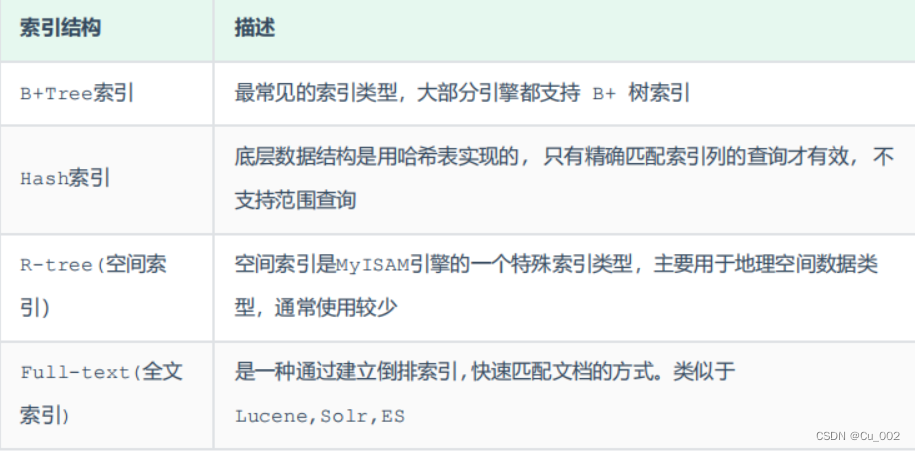 索引结构 描述
B+Tree索引 最常见的索引类型，大部分引擎都支持 B+ 树索引
Hash索引 底层数据结构是用哈希表实现的， 只有精确匹配索引列的查询才有效， 不
支持范围查询
R-tree(空间索
引) 空间索引是MyISAM引擎的一个特殊索引类型，主要用于地理空间数据类
型，通常使用较少
Full-text(全文
索引) 是一种通过建立倒排索引,快速匹配文档的方式。类似于
Lucene,Solr,ES
CSDN @Cu_002